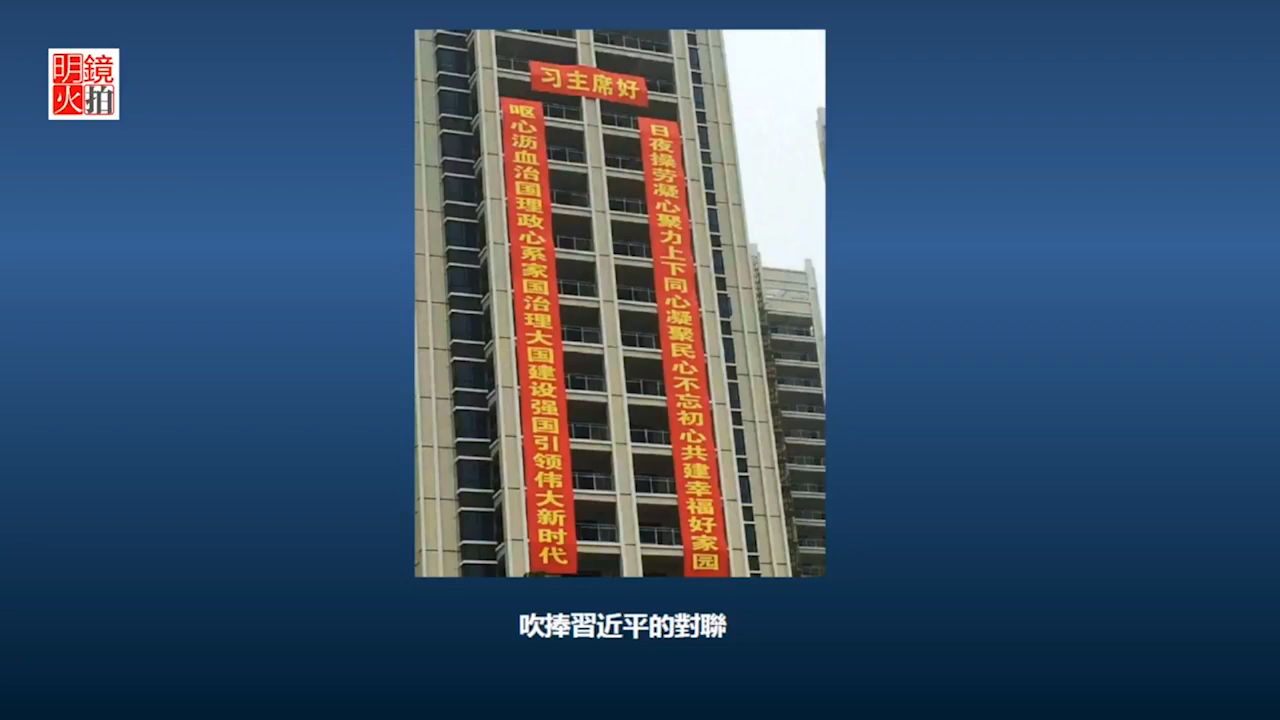 明鏡
火拍
习主席好
呕心沥血治国理政心系家国治理大国建设强国引领伟大新时代
日夜操劳凝心聚力上下同心凝聚民心不忘初心共建幸福好家园
吹捧習近平的對聯